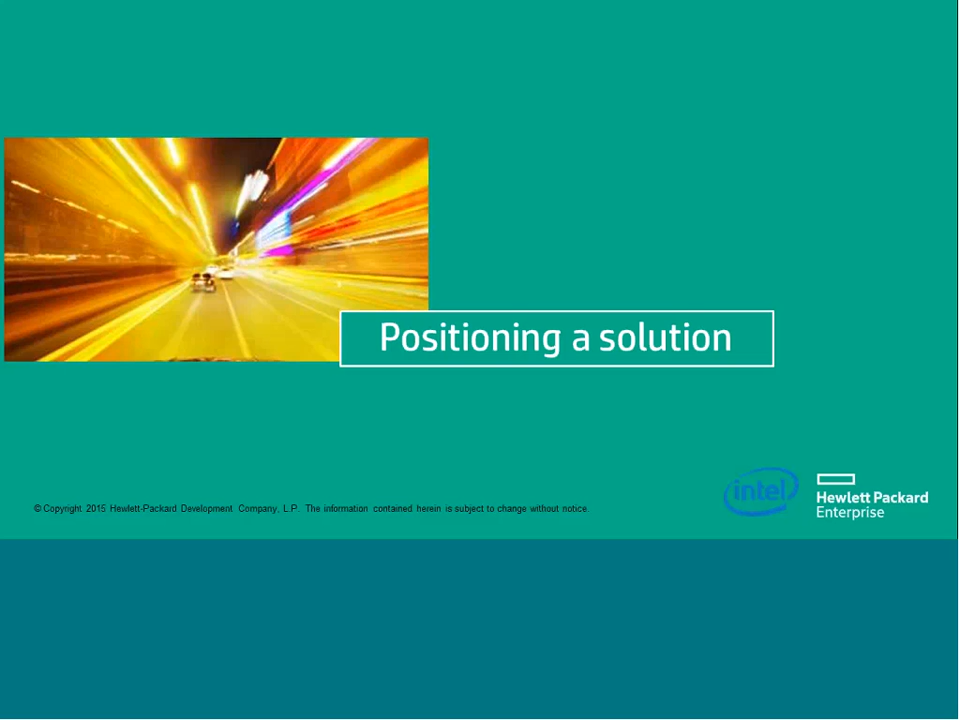 Positioning a solution
© Copyright 2015 Hewlett-Packard Development Company, L.P. The information contained herein is subject to change without notice.
intel
Hewlett Packard
Enterprise